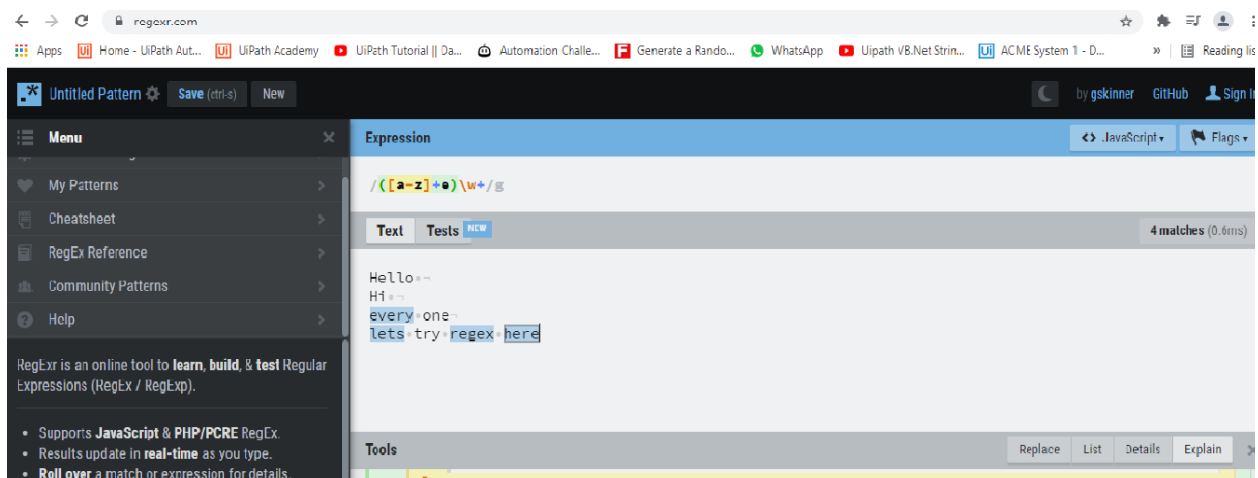 regexr.com
Apps Home - UiPath Aut... UiPath Academy UiPath Tutorial || Da... Automation Challe... Generate a Rando... WhatsApp Uipath VB.Net Strin... ACME System 1 - D... » Reading lis
Untitled Pattern Save (ctrl-s) New by gskinner GitHub Sign In
Menu
My Patterns
Cheatsheet
RegEx Reference
Community Patterns
Help
RegExr is an online tool to learn, build, & test Regular
Expressions (RegEx / RegExp).
• Supports JavaScript & PHP/PCRE RegEx.
• Results update in real-time as you type.
• Roll over a match or expression for details.
Expression <> JavaScript Flags
/([a-z]+e)\w+/g
Text Tests NEW 4 matches (0.6ms)
Hello
Hi
every one
lets try regex here
Tools Replace List Details Explain